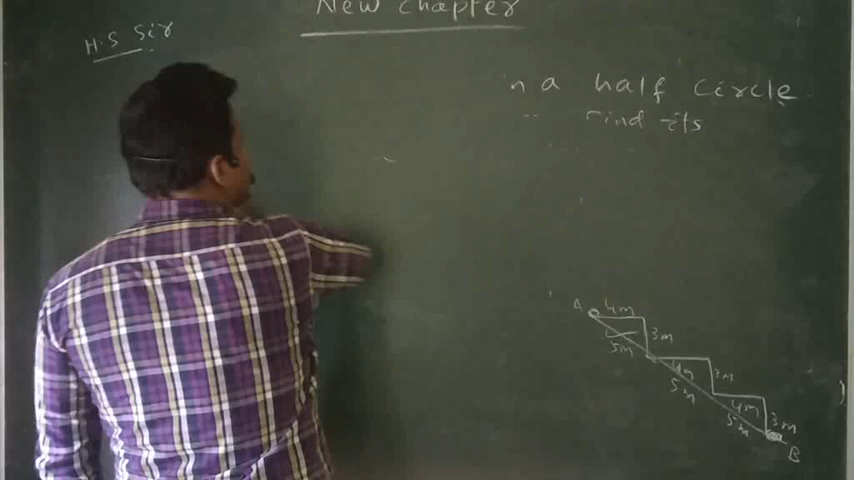 New chapter
H.S Sir
n a half circle
Find its
A 4m
3m
5m
4m 3m
5m
4m 3m
5m
B